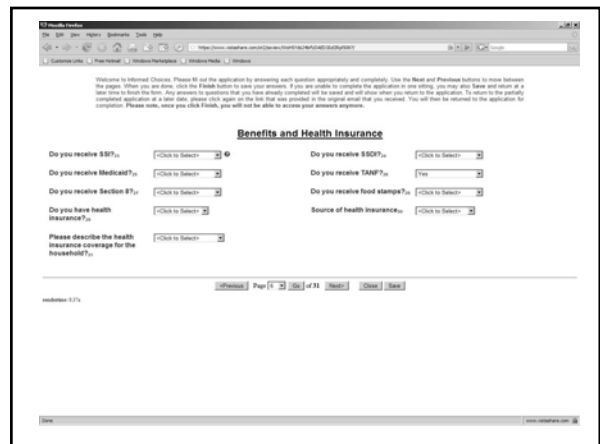 Mozilla Firefox
File Edit View History Bookmarks Tools Help
Customize Links Free Hotmail Windows Marketplace Windows Media Windows
Welcome to Informed Choices. Please fill out the application by answering each question appropriately and completely. Use the Next and Previous buttons to move between
the pages. When you are done, click the Finish button to save your answers. If you are unable to complete the application in one sitting, you may also Save and return at a
later time to finish the form. Any answers to questions that you have already completed will be saved and will show when you return to the application. To return to the partially
completed application at a later date, please click again on the link that was provided in the original email that you received. You will then be returned to the application for
completion. Please note, once you click Finish, you will not be able to access your answers anymore.
Benefits and Health Insurance
Do you receive SSI? <Click to Select> Do you receive SSDI? <Click to Select>
Do you receive Medicaid? <Click to Select> Do you receive TANF? Yes
Do you receive Section 8? <Click to Select> Do you receive food stamps? <Click to Select>
Do you have health insurance? <Click to Select> Source of health insurance <Click to Select>
Please describe the health
insurance coverage for the
household? <Click to Select>
<Previous Page 6 Go of 31 Next> Close Save
Done